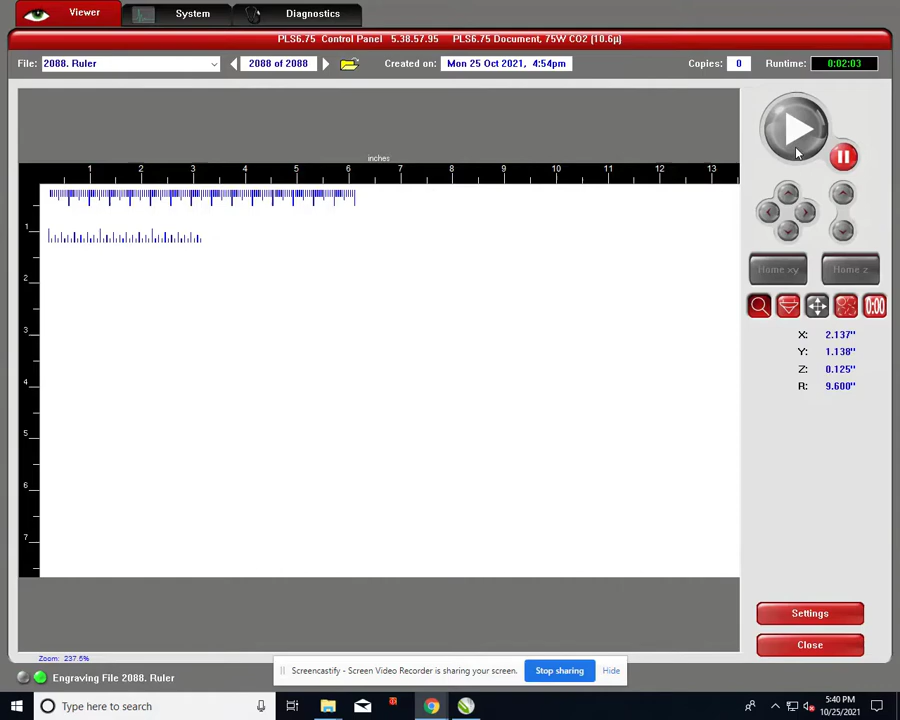 Viewer System Diagnostics
PLS6.75 Control Panel 5.38.57.95 PLS6.75 Document, 75W CO2 (10.6µ)
File: 2088. Ruler 2088 of 2088 Created on: Mon 25 Oct 2021, 4:54pm Copies: 0 Runtime: 0:02:03
inches
1 2 3 4 5 6 7 8 9 10 11 12 13
1
2
3
4
5
6
7
Home xy Home z
0:00
X: 2.137"
Y: 1.138"
Z: 0.125"
R: 9.600"
Settings
Close
Zoom: 237.5%
Screencastify - Screen Video Recorder is sharing your screen. Stop sharing Hide
Engraving File 2088. Ruler
Type here to search
5:40 PM
10/25/2021